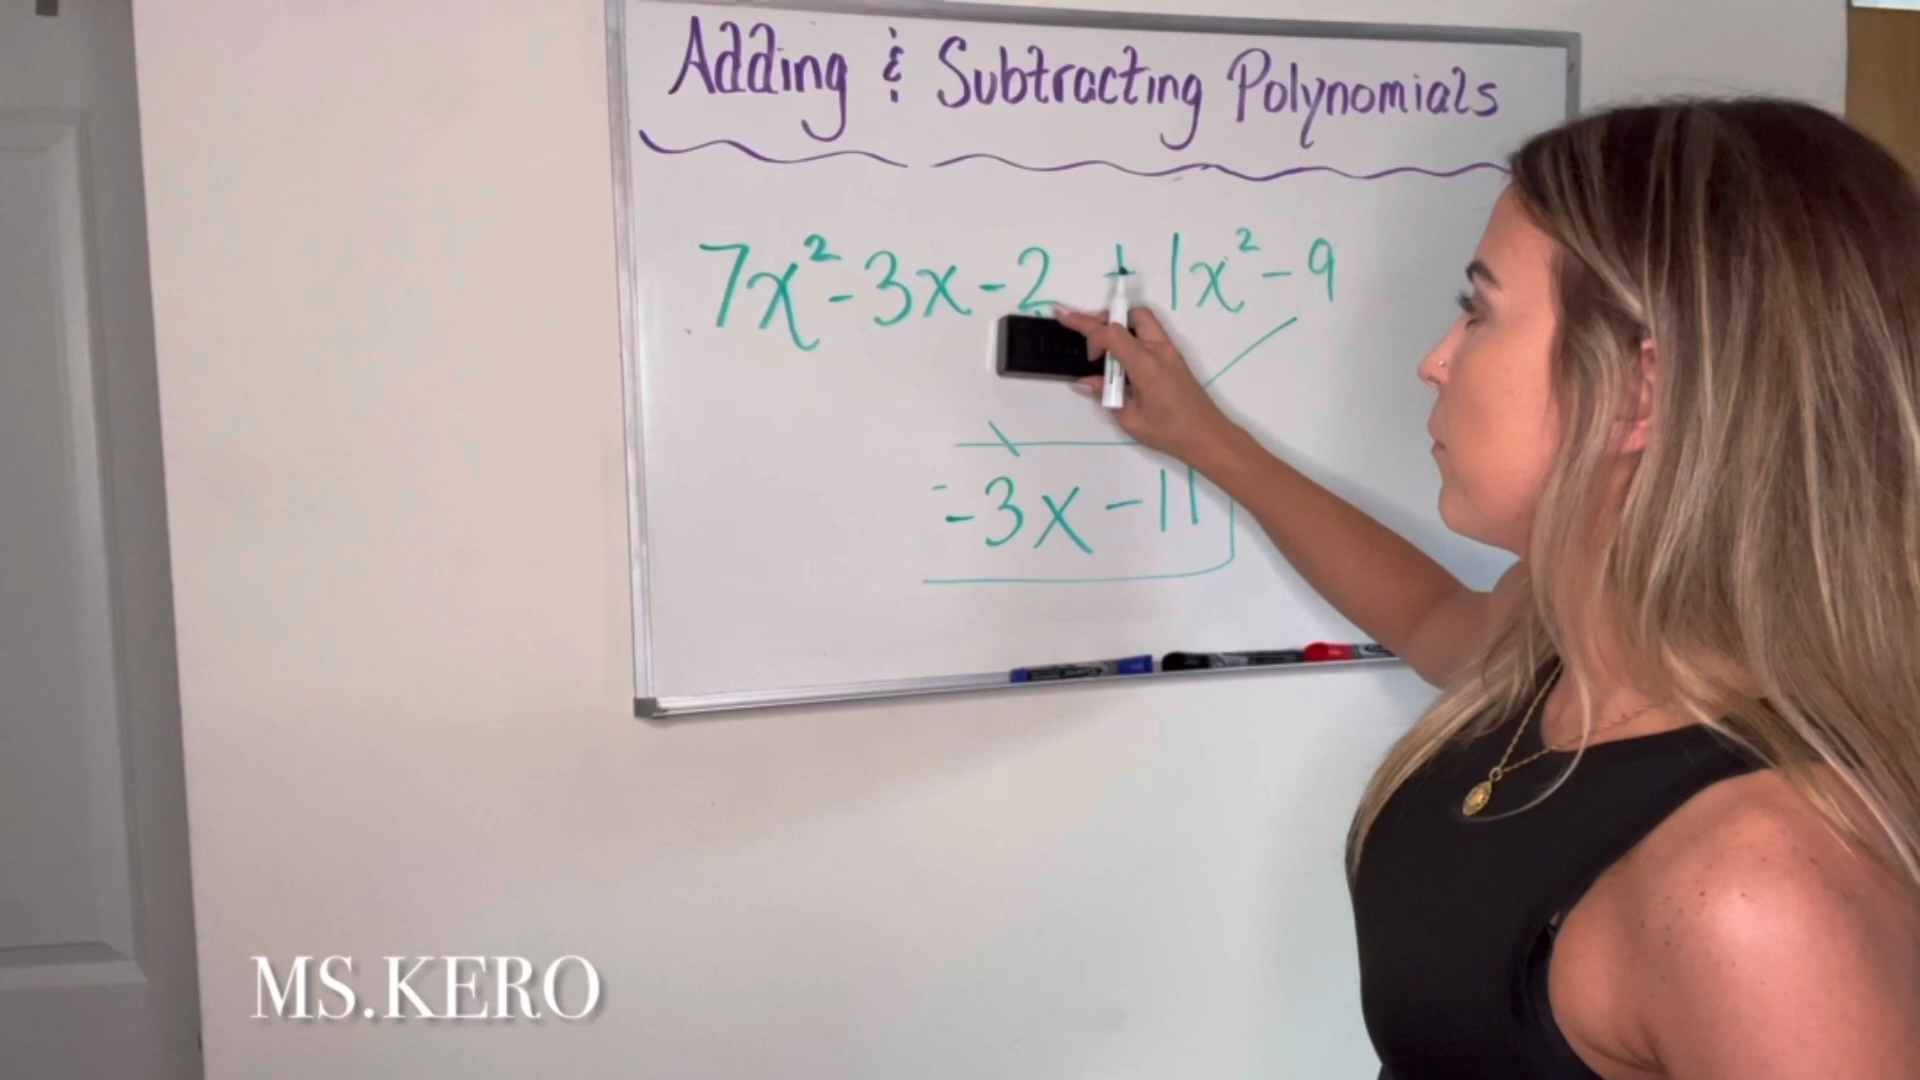 Adding & Subtracting Polynomials
7x² - 3x - 2 + 1x² - 9
- 3x - 11
MS.KERO